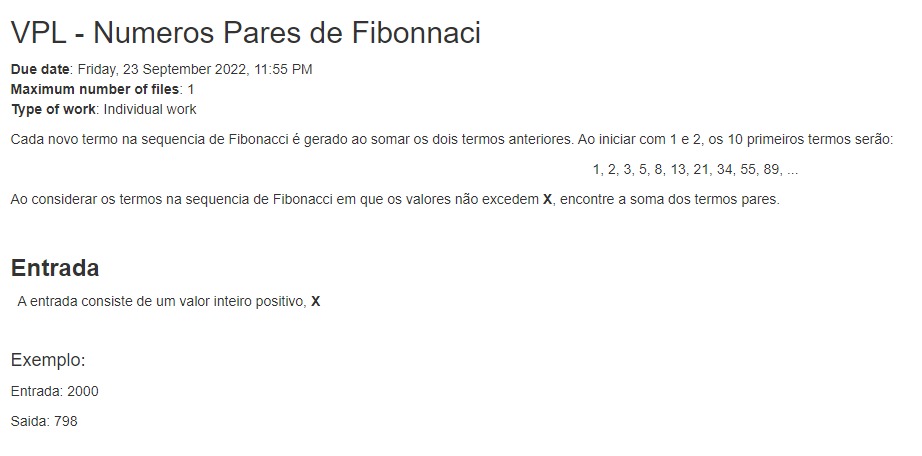 VPL - Numeros Pares de Fibonnaci
Due date: Friday, 23 September 2022, 11:55 PM
Maximum number of files: 1
Type of work: Individual work
Cada novo termo na sequencia de Fibonacci é gerado ao somar os dois termos anteriores. Ao iniciar com 1 e 2, os 10 primeiros termos serão:
1, 2, 3, 5, 8, 13, 21, 34, 55, 89, ...
Ao considerar os termos na sequencia de Fibonacci em que os valores não excedem X, encontre a soma dos termos pares.
Entrada
A entrada consiste de um valor inteiro positivo, X
Exemplo:
Entrada: 2000
Saida: 798